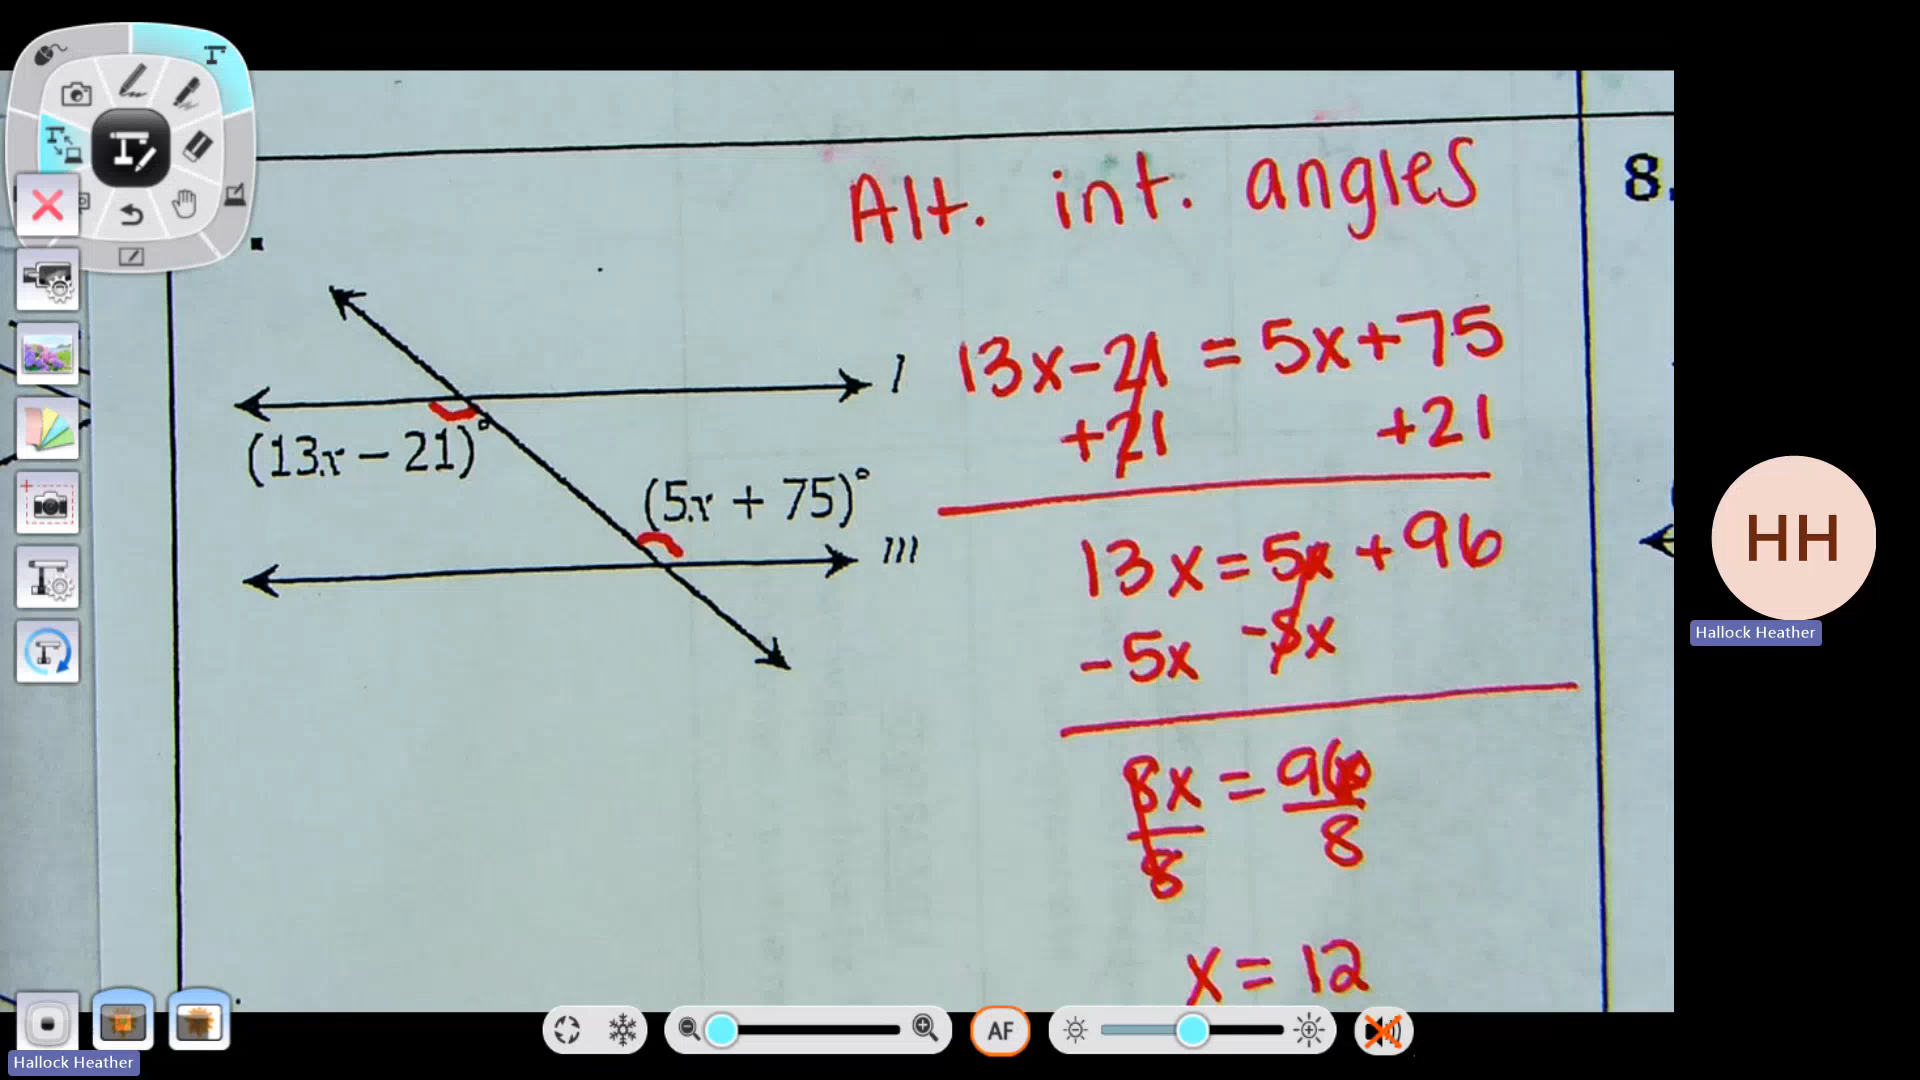 Alt. int. angles
8.
l
13x-21 = 5x+75
+21 +21
(13x - 21)°
(5x + 75)°
m
13x = 5x + 96
-5x -5x
8x = 96
8 8
x = 12
HH
Hallock Heather
AF
Hallock Heather